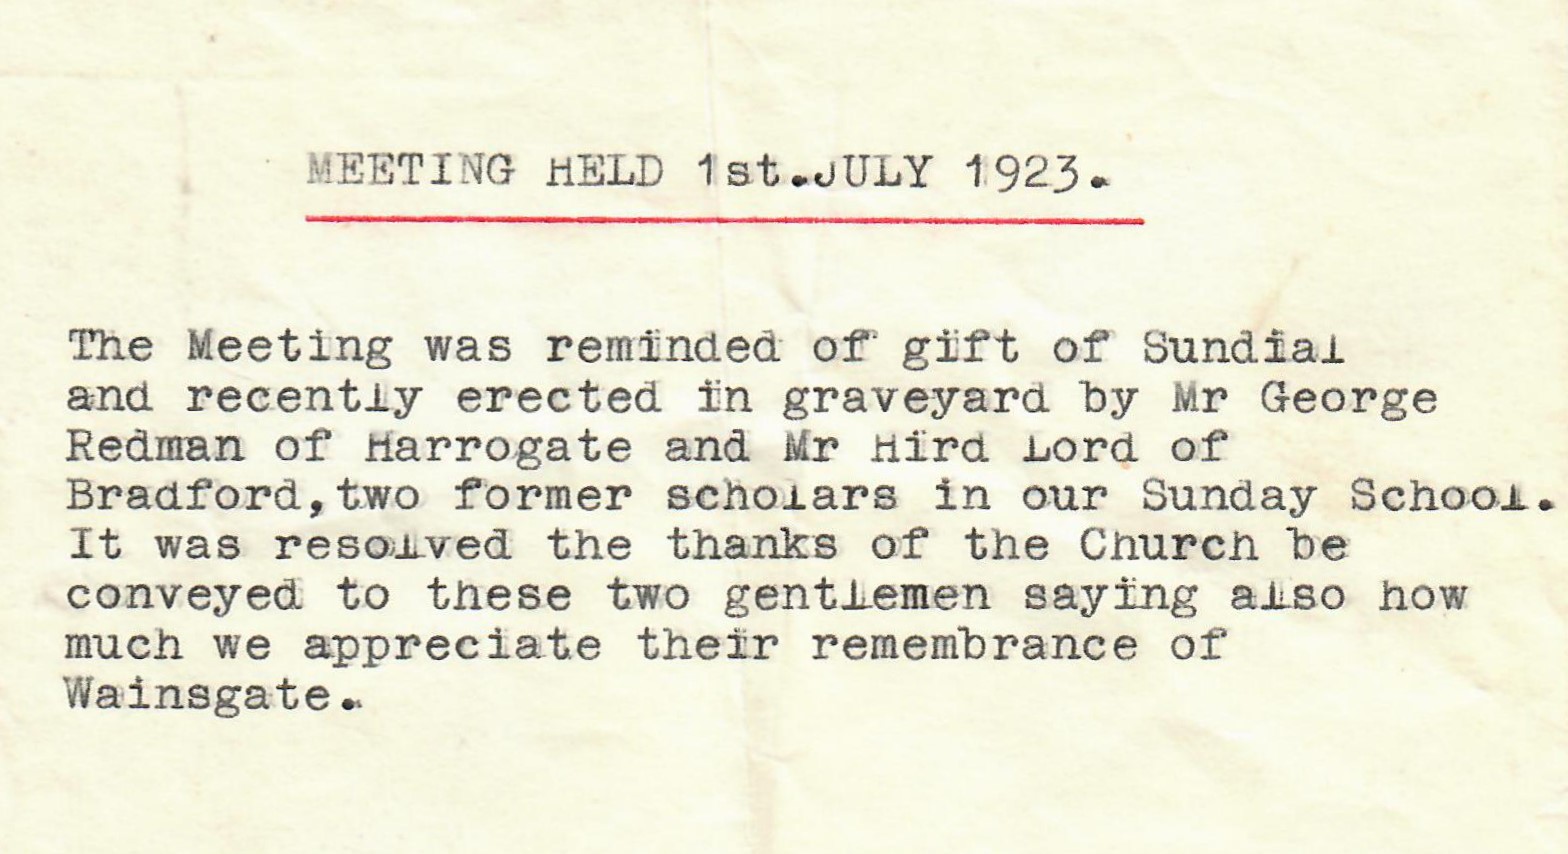 MEETING HELD 1st.JULY 1923.
The Meeting was reminded of gift of Sundial
and recently erected in graveyard by Mr George
Redman of Harrogate and Mr Hird Lord of
Bradford,two former scholars in our Sunday School.
It was resolved the thanks of the Church be
conveyed to these two gentlemen saying also how
much we appreciate their remembrance of
Wainsgate.